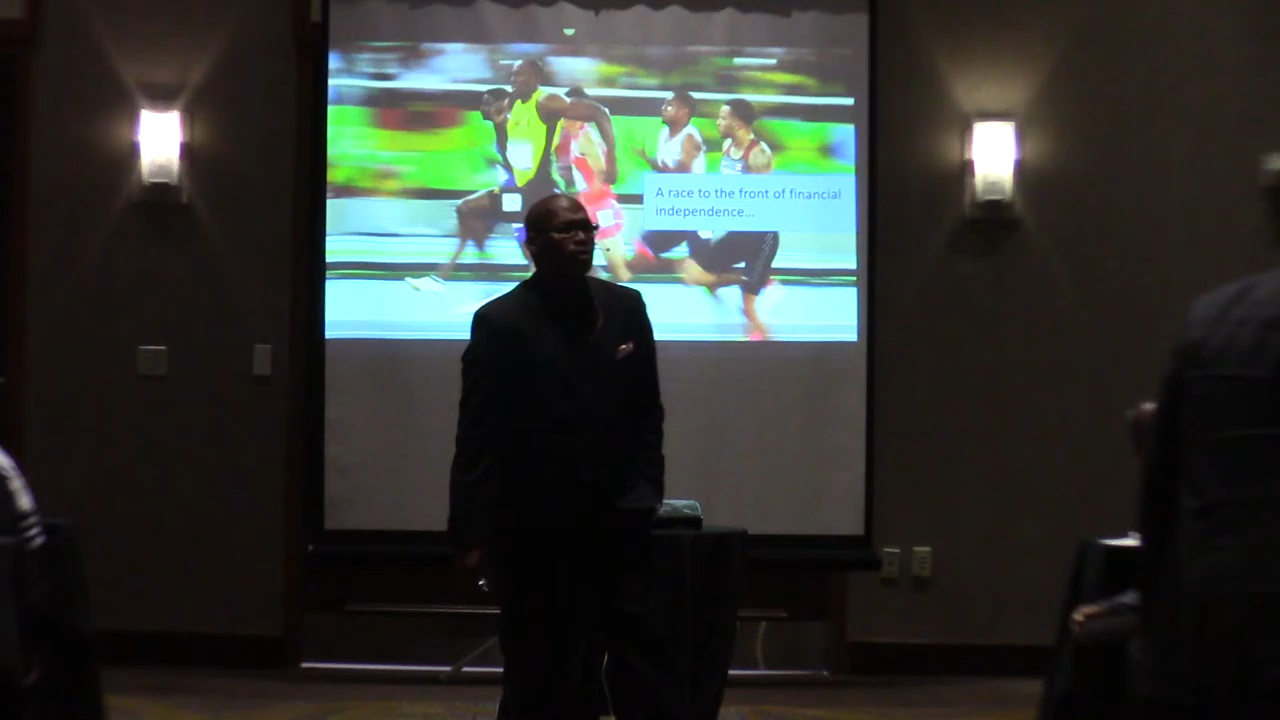 A race to the front of financial
independence...